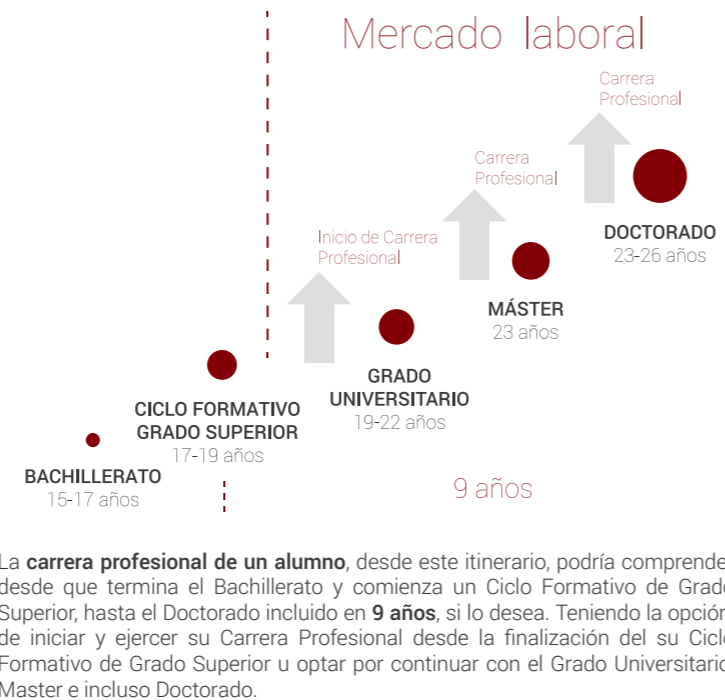 Mercado laboral
Carrera
Profesional
Carrera
Profesional
DOCTORADO
23-26 años
Inicio de Carrera
Profesional
MÁSTER
23 años
GRADO
UNIVERSITARIO
19-22 años
CICLO FORMATIVO
GRADO SUPERIOR
17-19 años
BACHILLERATO
15-17 años
9 años
La carrera profesional de un alumno, desde este itinerario, podría comprende
desde que termina el Bachillerato y comienza un Ciclo Formativo de Grad
Superior, hasta el Doctorado incluido en 9 años, si lo desea. Teniendo la opción
de iniciar y ejercer su Carrera Profesional desde la finalización del su Cicl
Formativo de Grado Superior u optar por continuar con el Grado Universitario
Master e incluso Doctorado.